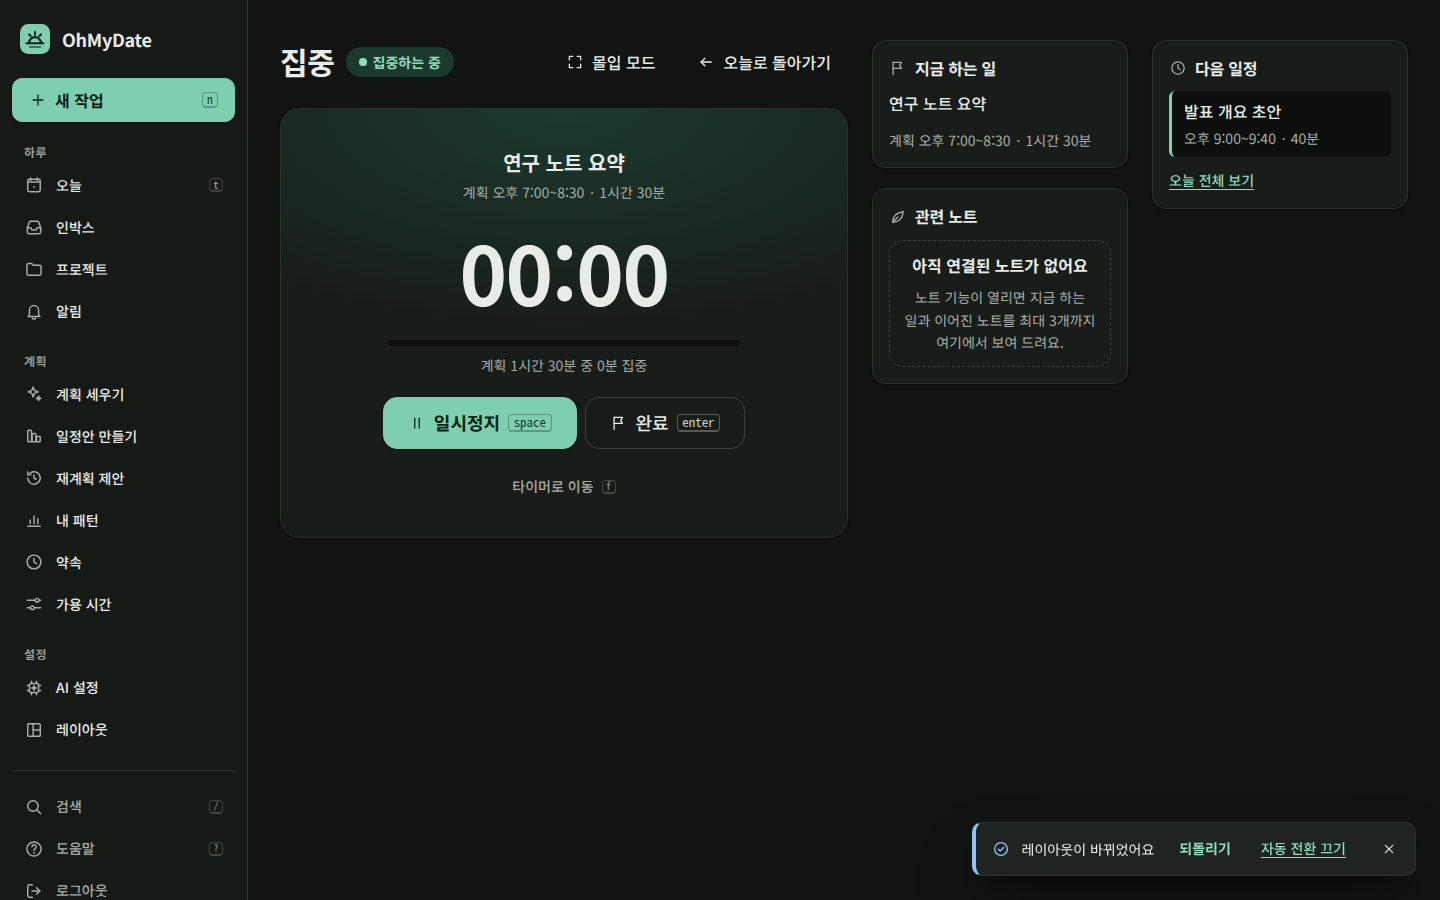 OhMyDate
새 작업 n
하루
오늘 t
인박스
프로젝트
알림
계획
계획 세우기
일정안 만들기
재계획 제안
내 패턴
약속
가용 시간
설정
AI 설정
레이아웃
검색 /
도움말 ?
로그아웃
집중 집중하는 중 몰입 모드 오늘로 돌아가기
연구 노트 요약
계획 오후 7:00~8:30 · 1시간 30분
00:00
계획 1시간 30분 중 0분 집중
일시정지 space 완료 enter
타이머로 이동 f
지금 하는 일
연구 노트 요약
계획 오후 7:00~8:30 · 1시간 30분
관련 노트
아직 연결된 노트가 없어요
노트 기능이 열리면 지금 하는
일과 이어진 노트를 최대 3개까지
여기에서 보여 드려요.
다음 일정
발표 개요 초안
오후 9:00~9:40 · 40분
오늘 전체 보기
레이아웃이 바뀌었어요 되돌리기 자동 전환 끄기